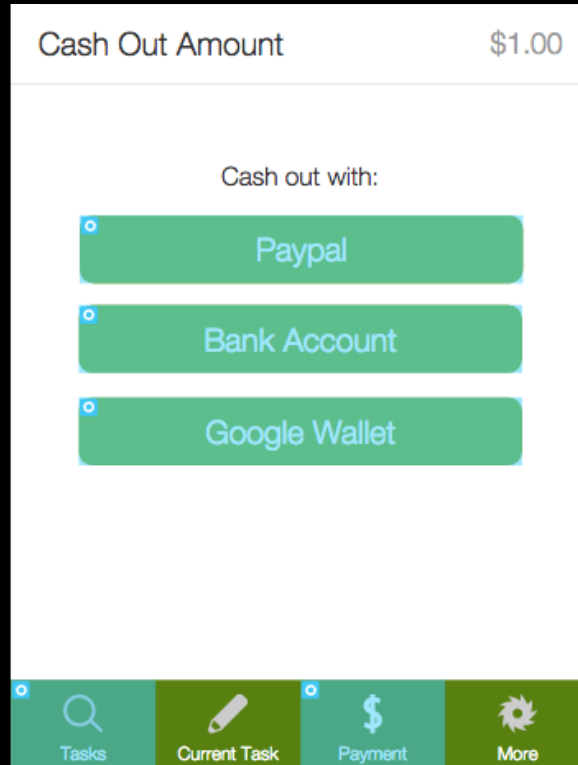 Cash Out Amount $1.00
Cash out with:
Paypal
Bank Account
Google Wallet
Tasks Current Task Payment More